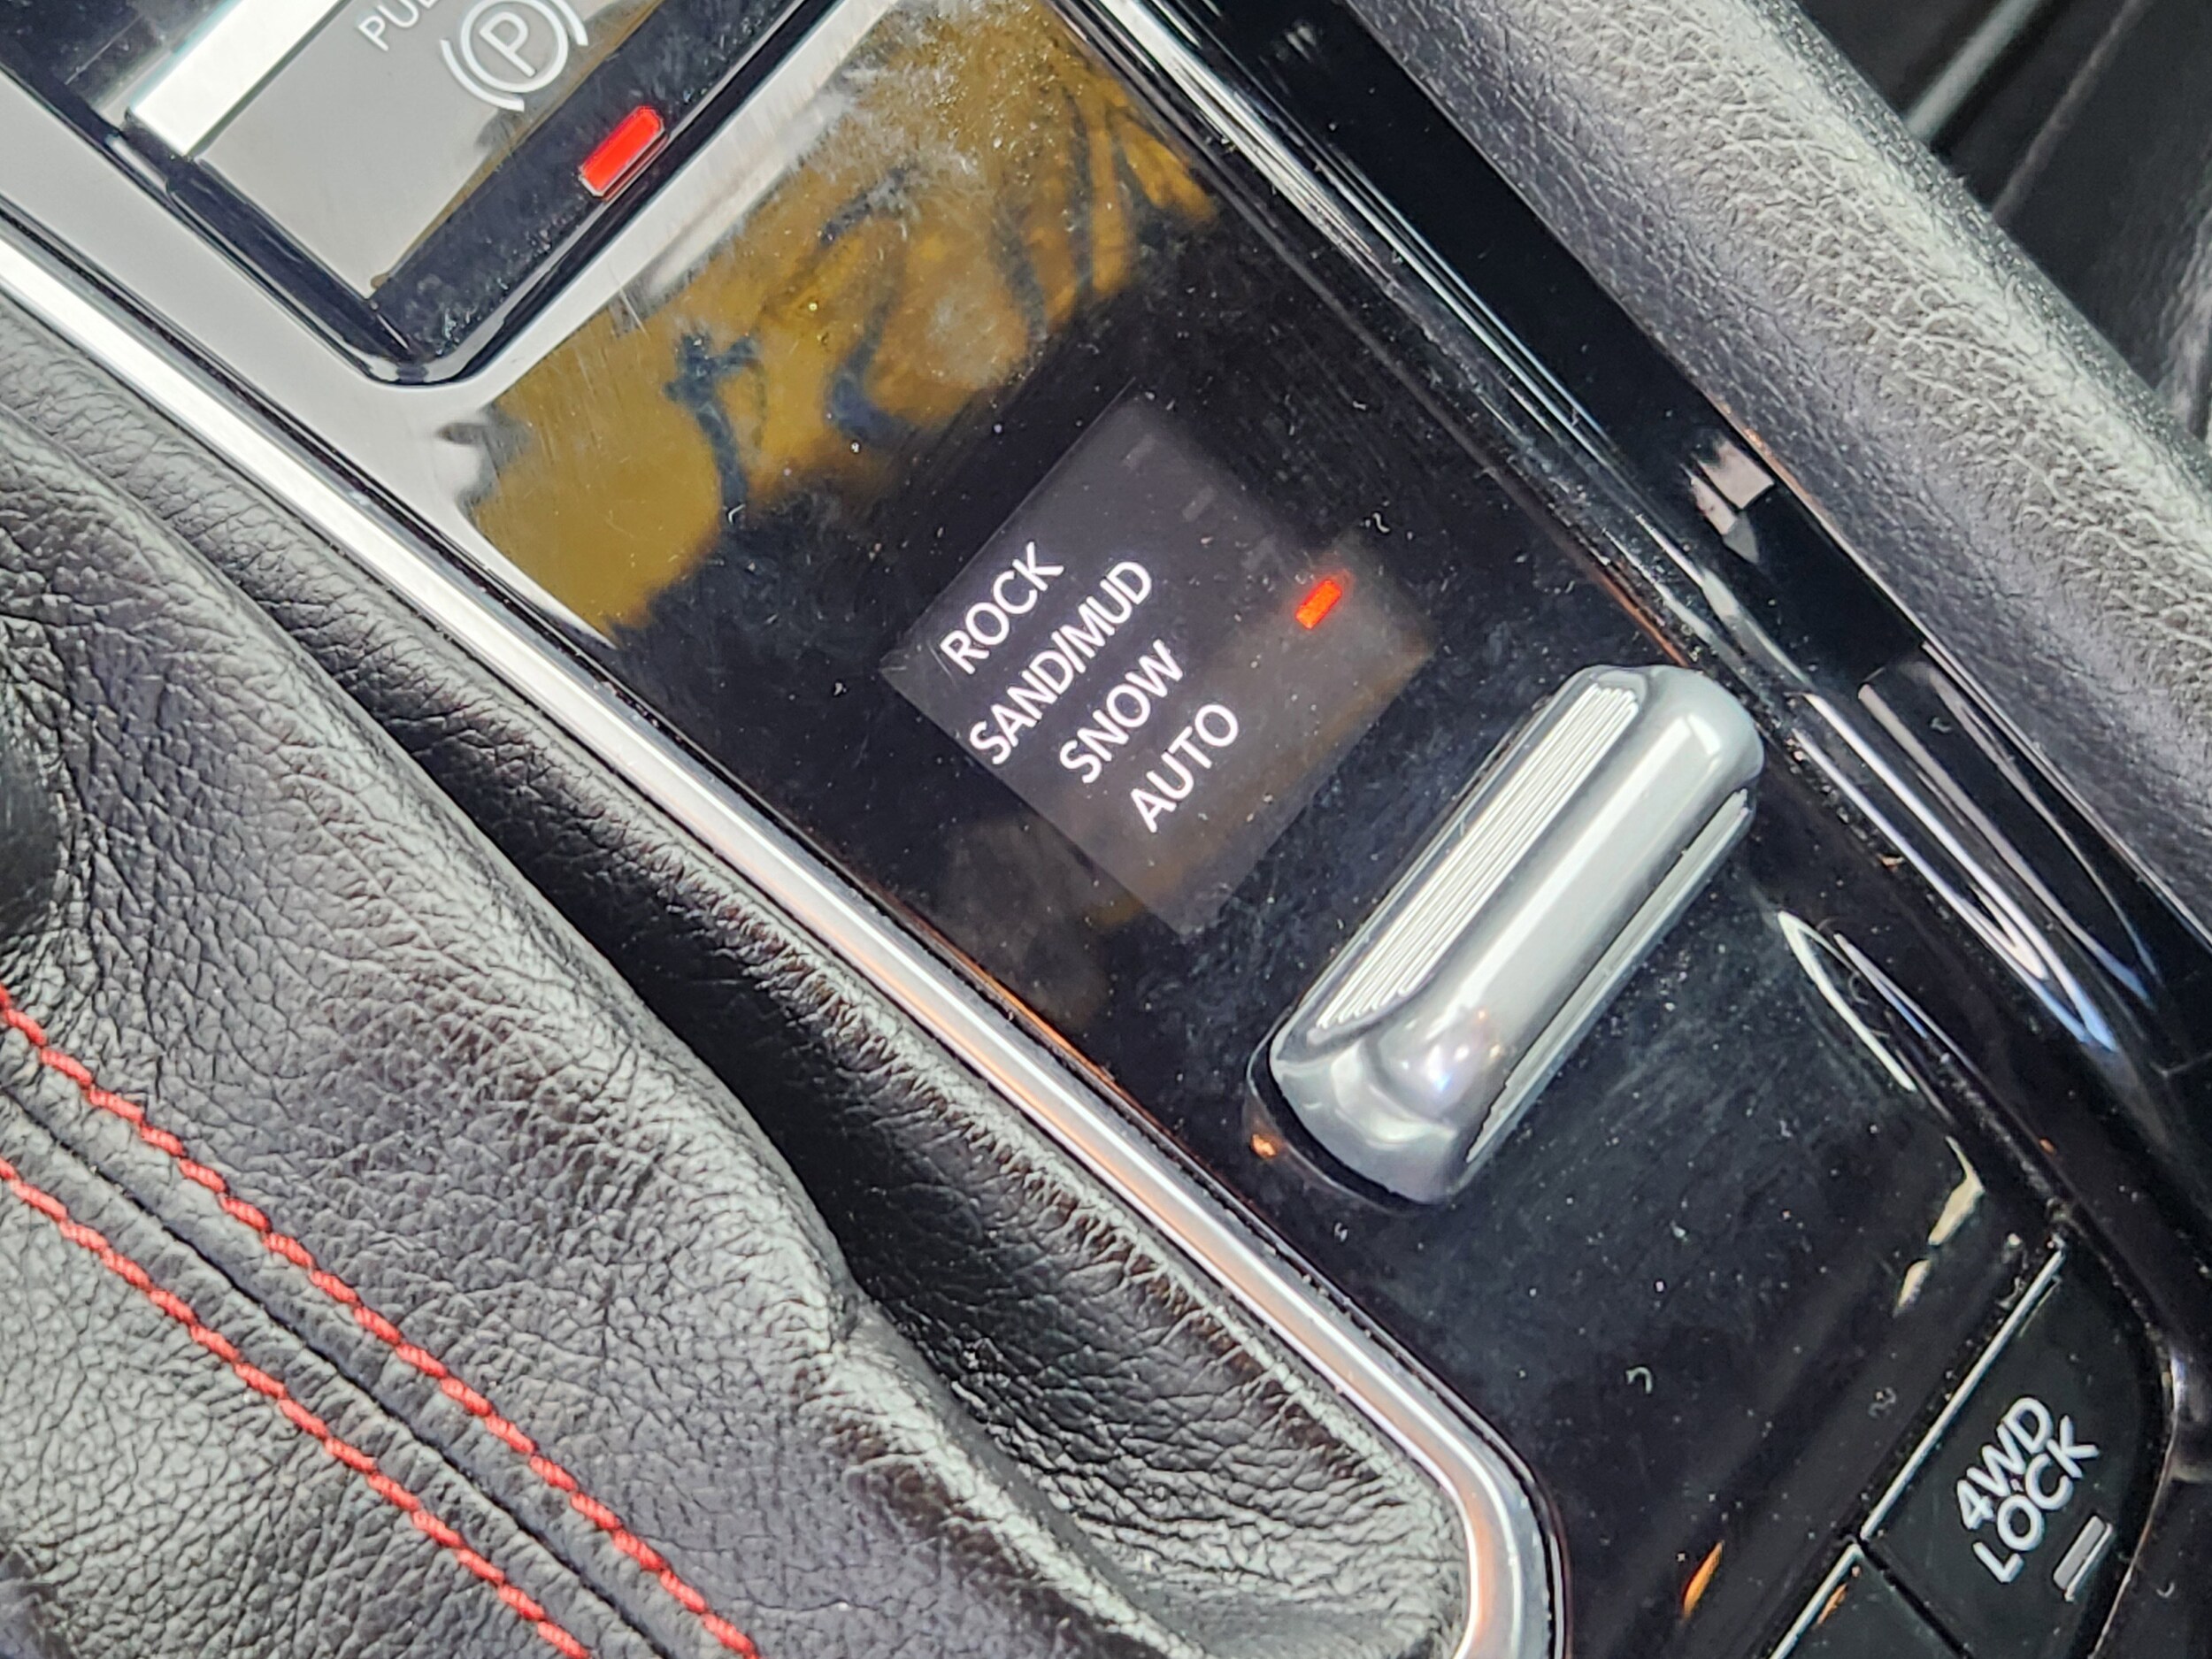 P
ROCK
SAND/MUD
SNOW
AUTO
4WD
LOCK